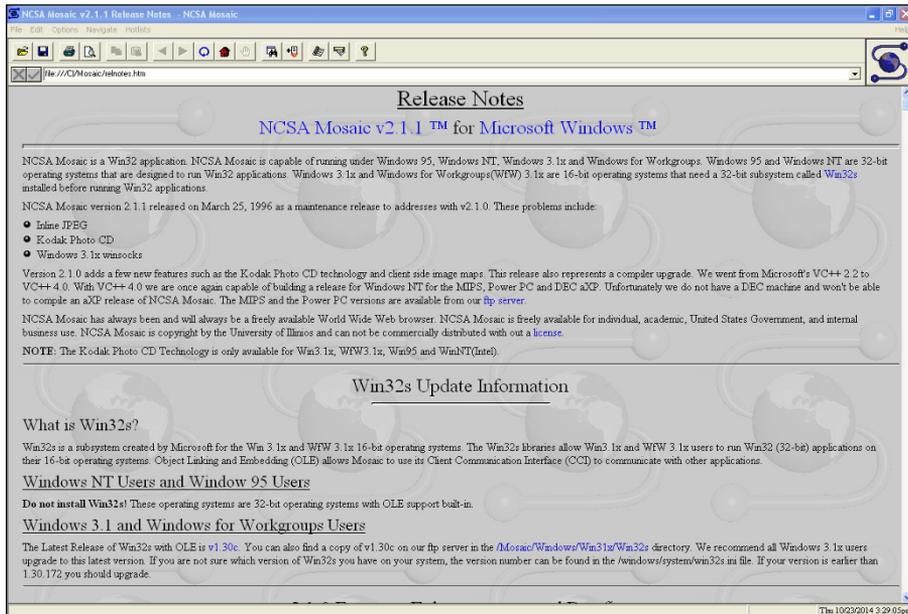 NCSA Mosaic v2.1.1 Release Notes - NCSA Mosaic
File Edit Options Navigate Hotlists Help
file:///C|/Mosaic/relnotes.htm
Release Notes
NCSA Mosaic v2.1.1 ™ for Microsoft Windows ™
NCSA Mosaic is a Win32 application. NCSA Mosaic is capable of running under Windows 95, Windows NT, Windows 3.1x and Windows for Workgroups. Windows 95 and Windows NT are 32-bit
operating systems that are designed to run Win32 applications. Windows 3.1x and Windows for Workgroups(WfW) 3.1x are 16-bit operating systems that need a 32-bit subsystem called Win32s
installed before running Win32 applications.
NCSA Mosaic version 2.1.1 released on March 25, 1996 as a maintenance release to addresses with v2.1.0. These problems include:
Inline JPEG
Kodak Photo CD
Windows 3.1x winsocks
Version 2.1.0 adds a few new features such as the Kodak Photo CD technology and client side image maps. This release also represents a compiler upgrade. We went from Microsoft's VC++ 2.2 to
VC++ 4.0. With VC++ 4.0 we are once again capable of building a release for Windows NT for the MIPS, Power PC and DEC aXP. Unfortunately we do not have a DEC machine and won't be able
to compile an aXP release of NCSA Mosaic. The MIPS and the Power PC versions are available from our ftp server.
NCSA Mosaic has always been and will always be a freely available World Wide Web browser. NCSA Mosaic is freely available for individual, academic, United States Government, and internal
business use. NCSA Mosaic is copyright by the University of Illinios and can not be commercially distributed with out a license.
NOTE: The Kodak Photo CD Technology is only available for Win3.1x, WfW3.1x, Win95 and WinNT(Intel).
Win32s Update Information
What is Win32s?
Win32s is a subsystem created by Microsoft for the Win 3.1x and WfW 3.1x 16-bit operating systems. The Win32s libraries allow Win3.1x and WfW 3.1x users to run Win32 (32-bit) applications on
their 16-bit operating systems. Object Linking and Embedding (OLE) allows Mosaic to use its Client Communication Interface (CCI) to communicate with other applications.
Windows NT Users and Window 95 Users
Do not install Win32s! These operating systems are 32-bit operating systems with OLE support built-in.
Windows 3.1 and Windows for Workgroups Users
The Latest Release of Win32s with OLE is v1.30c. You can also find a copy of v1.30c on our ftp server in the /Mosaic/Windows/Win31x/Win32s directory. We recommend all Windows 3.1x users
upgrade to this latest version. If you are not sure which version of Win32s you have on your system, the version number can be found in the /windows/system/win32s.ini file. If your version is earlier than
1.30.172 you should upgrade.
Thu 10/23/2014 3:29:05p